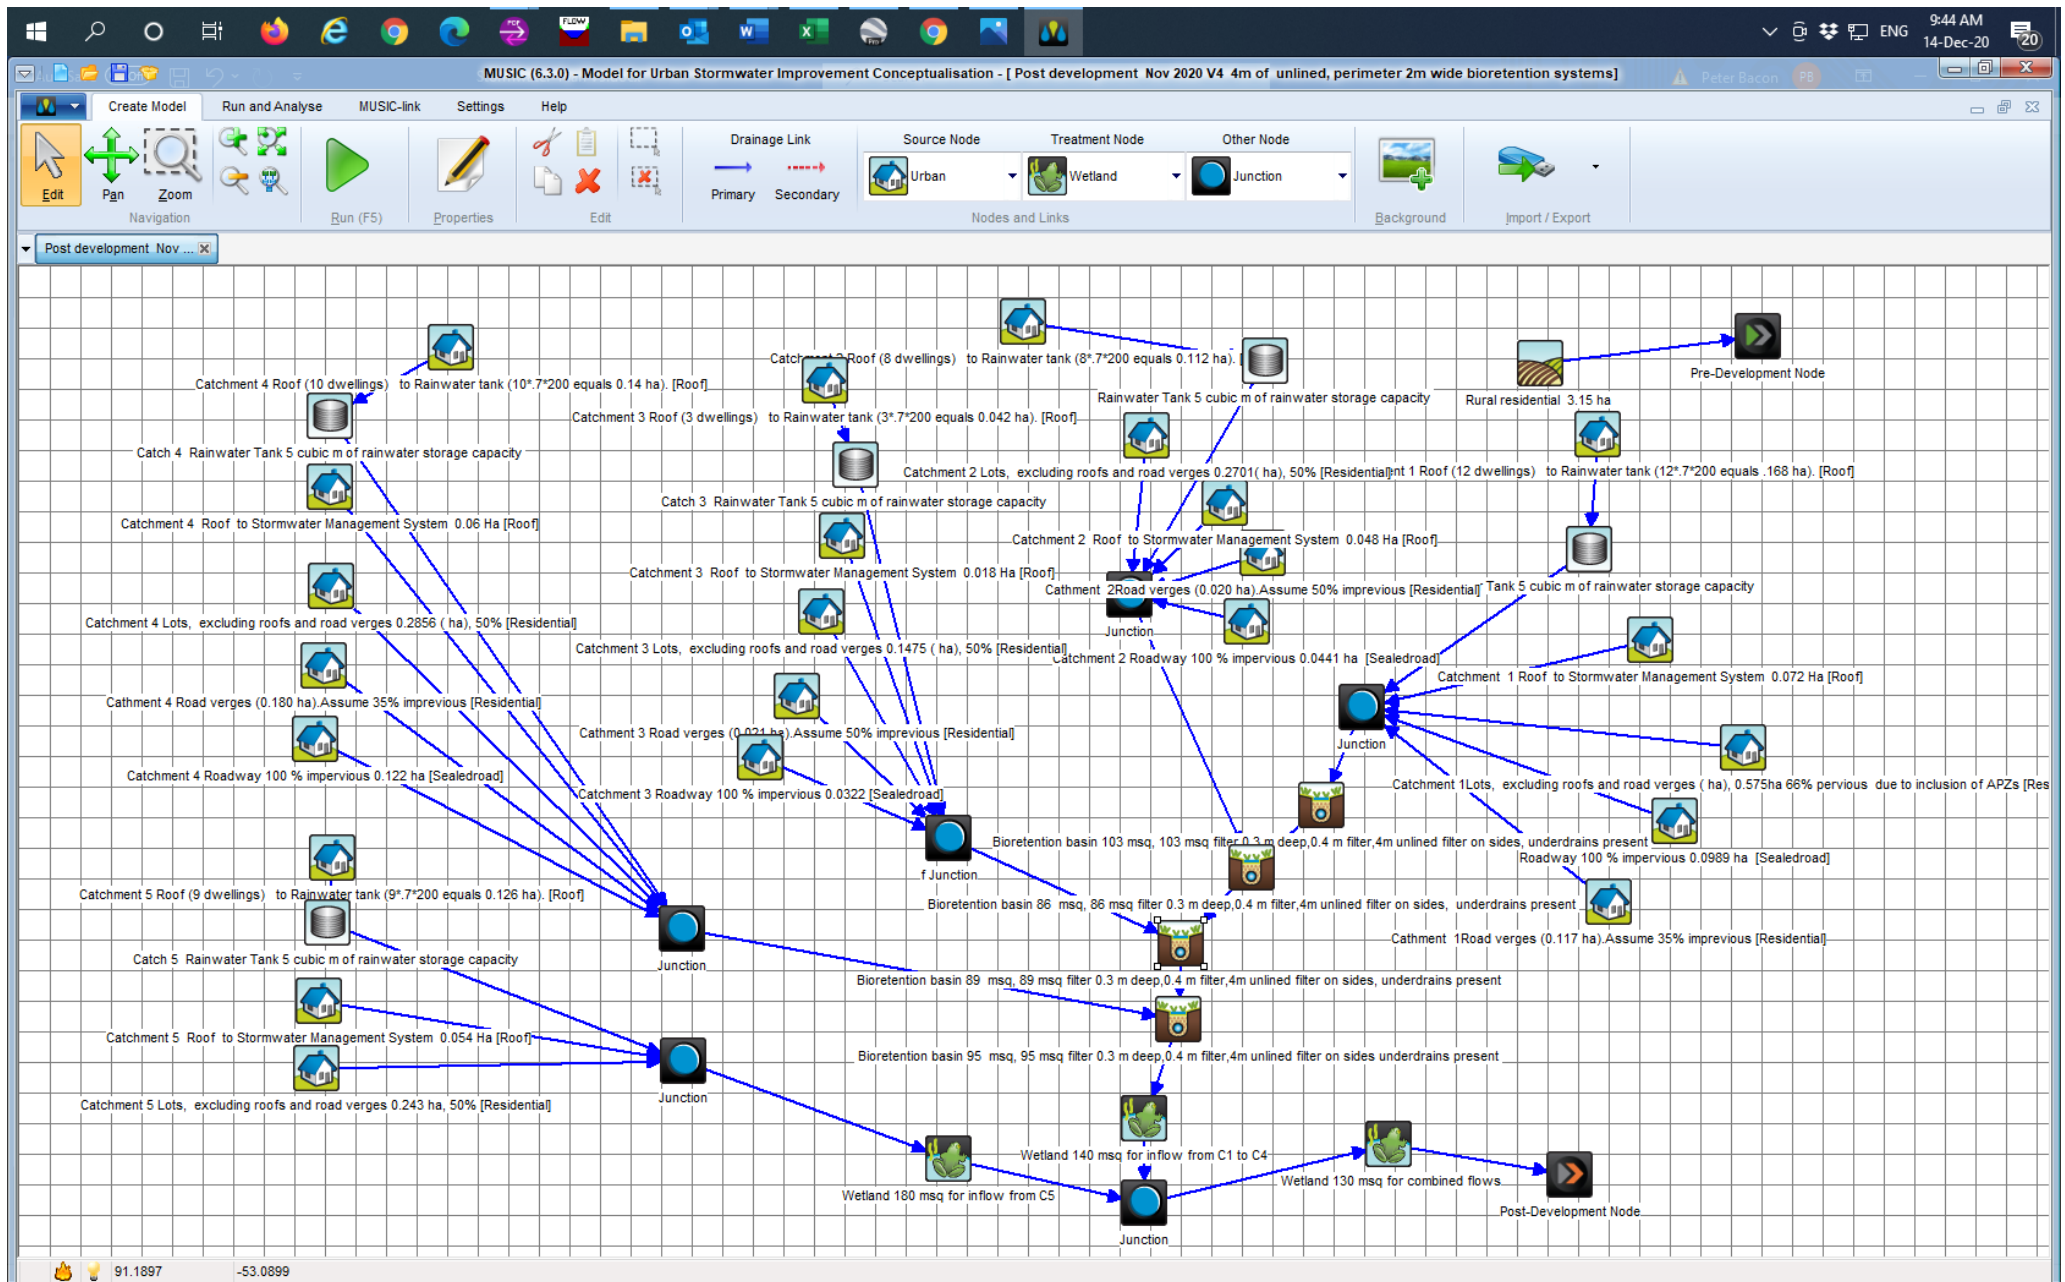 9:44 AM
ENG
14-Dec-20
20
MUSIC (6.3.0) - Model for Urban Stormwater Improvement Conceptualisation - [ Post development Nov 2020 V4 4m of unlined, perimeter 2m wide bioretention systems]
Peter Bacon
PB
Create Model
Run and Analyse
MUSIC-link
Settings
Help
Drainage Link
Source Node
Treatment Node
Other Node
Urban
Wetland
Junction
Edit
Pan
Zoom
Primary
Secondary
Navigation
Run (F5)
Properties
Edit
Nodes and Links
Background
Import / Export
Post development Nov ...
Catchment 2 Roof (8 dwellings) to Rainwater tank (8*.7*200 equals 0.112 ha). [
Pre-Development Node
Catchment 4 Roof (10 dwellings) to Rainwater tank (10*.7*200 equals 0.14 ha). [Roof]
Rainwater Tank 5 cubic m of rainwater storage capacity
Rural residential 3.15 ha
Catchment 3 Roof (3 dwellings) to Rainwater tank (3*.7*200 equals 0.042 ha). [Roof]
Catch 4 Rainwater Tank 5 cubic m of rainwater storage capacity
Catchment 2 Lots, excluding roofs and road verges 0.2701( ha), 50% [Residential]
nt 1 Roof (12 dwellings) to Rainwater tank (12*.7*200 equals .168 ha). [Roof]
Catch 3 Rainwater Tank 5 cubic m of rainwater storage capacity
Catchment 4 Roof to Stormwater Management System 0.06 Ha [Roof]
Catchment 2 Roof to Stormwater Management System 0.048 Ha [Roof]
Catchment 3 Roof to Stormwater Management System 0.018 Ha [Roof]
Cathment 2Road verges (0.020 ha).Assume 50% imprevious [Residential]
Tank 5 cubic m of rainwater storage capacity
Catchment 4 Lots, excluding roofs and road verges 0.2856 ( ha), 50% [Residential]
Junction
Catchment 3 Lots, excluding roofs and road verges 0.1475 ( ha), 50% [Residential]
Catchment 2 Roadway 100 % impervious 0.0441 ha [Sealedroad]
Catchment 1 Roof to Stormwater Management System 0.072 Ha [Roof]
Cathment 4 Road verges (0.180 ha).Assume 35% imprevious [Residential]
Cathment 3 Road verges (0.021 ha).Assume 50% imprevious [Residential]
Junction
Catchment 4 Roadway 100 % impervious 0.122 ha [Sealedroad]
Catchment 1Lots, excluding roofs and road verges ( ha), 0.575ha 66% pervious due to inclusion of APZs [Res
Catchment 3 Roadway 100 % impervious 0.0322 [Sealedroad]
Bioretention basin 103 msq, 103 msq filter 0.3 m deep,0.4 m filter,4m unlined filter on sides, underdrains present
Roadway 100 % impervious 0.0989 ha [Sealedroad]
f Junction
Catchment 5 Roof (9 dwellings) to Rainwater tank (9*.7*200 equals 0.126 ha). [Roof]
Bioretention basin 86 msq, 86 msq filter 0.3 m deep,0.4 m filter,4m unlined filter on sides, underdrains present
Cathment 1Road verges (0.117 ha).Assume 35% imprevious [Residential]
Catch 5 Rainwater Tank 5 cubic m of rainwater storage capacity
Junction
Bioretention basin 89 msq, 89 msq filter 0.3 m deep,0.4 m filter,4m unlined filter on sides, underdrains present
Catchment 5 Roof to Stormwater Management System 0.054 Ha [Roof]
Bioretention basin 95 msq, 95 msq filter 0.3 m deep,0.4 m filter,4m unlined filter on sides underdrains present
Junction
Catchment 5 Lots, excluding roofs and road verges 0.243 ha, 50% [Residential]
Wetland 140 msq for inflow from C1 to C4
Wetland 130 msq for combined flows
Wetland 180 msq for inflow from C5
Post-Development Node
Junction
91.1897
-53.0899